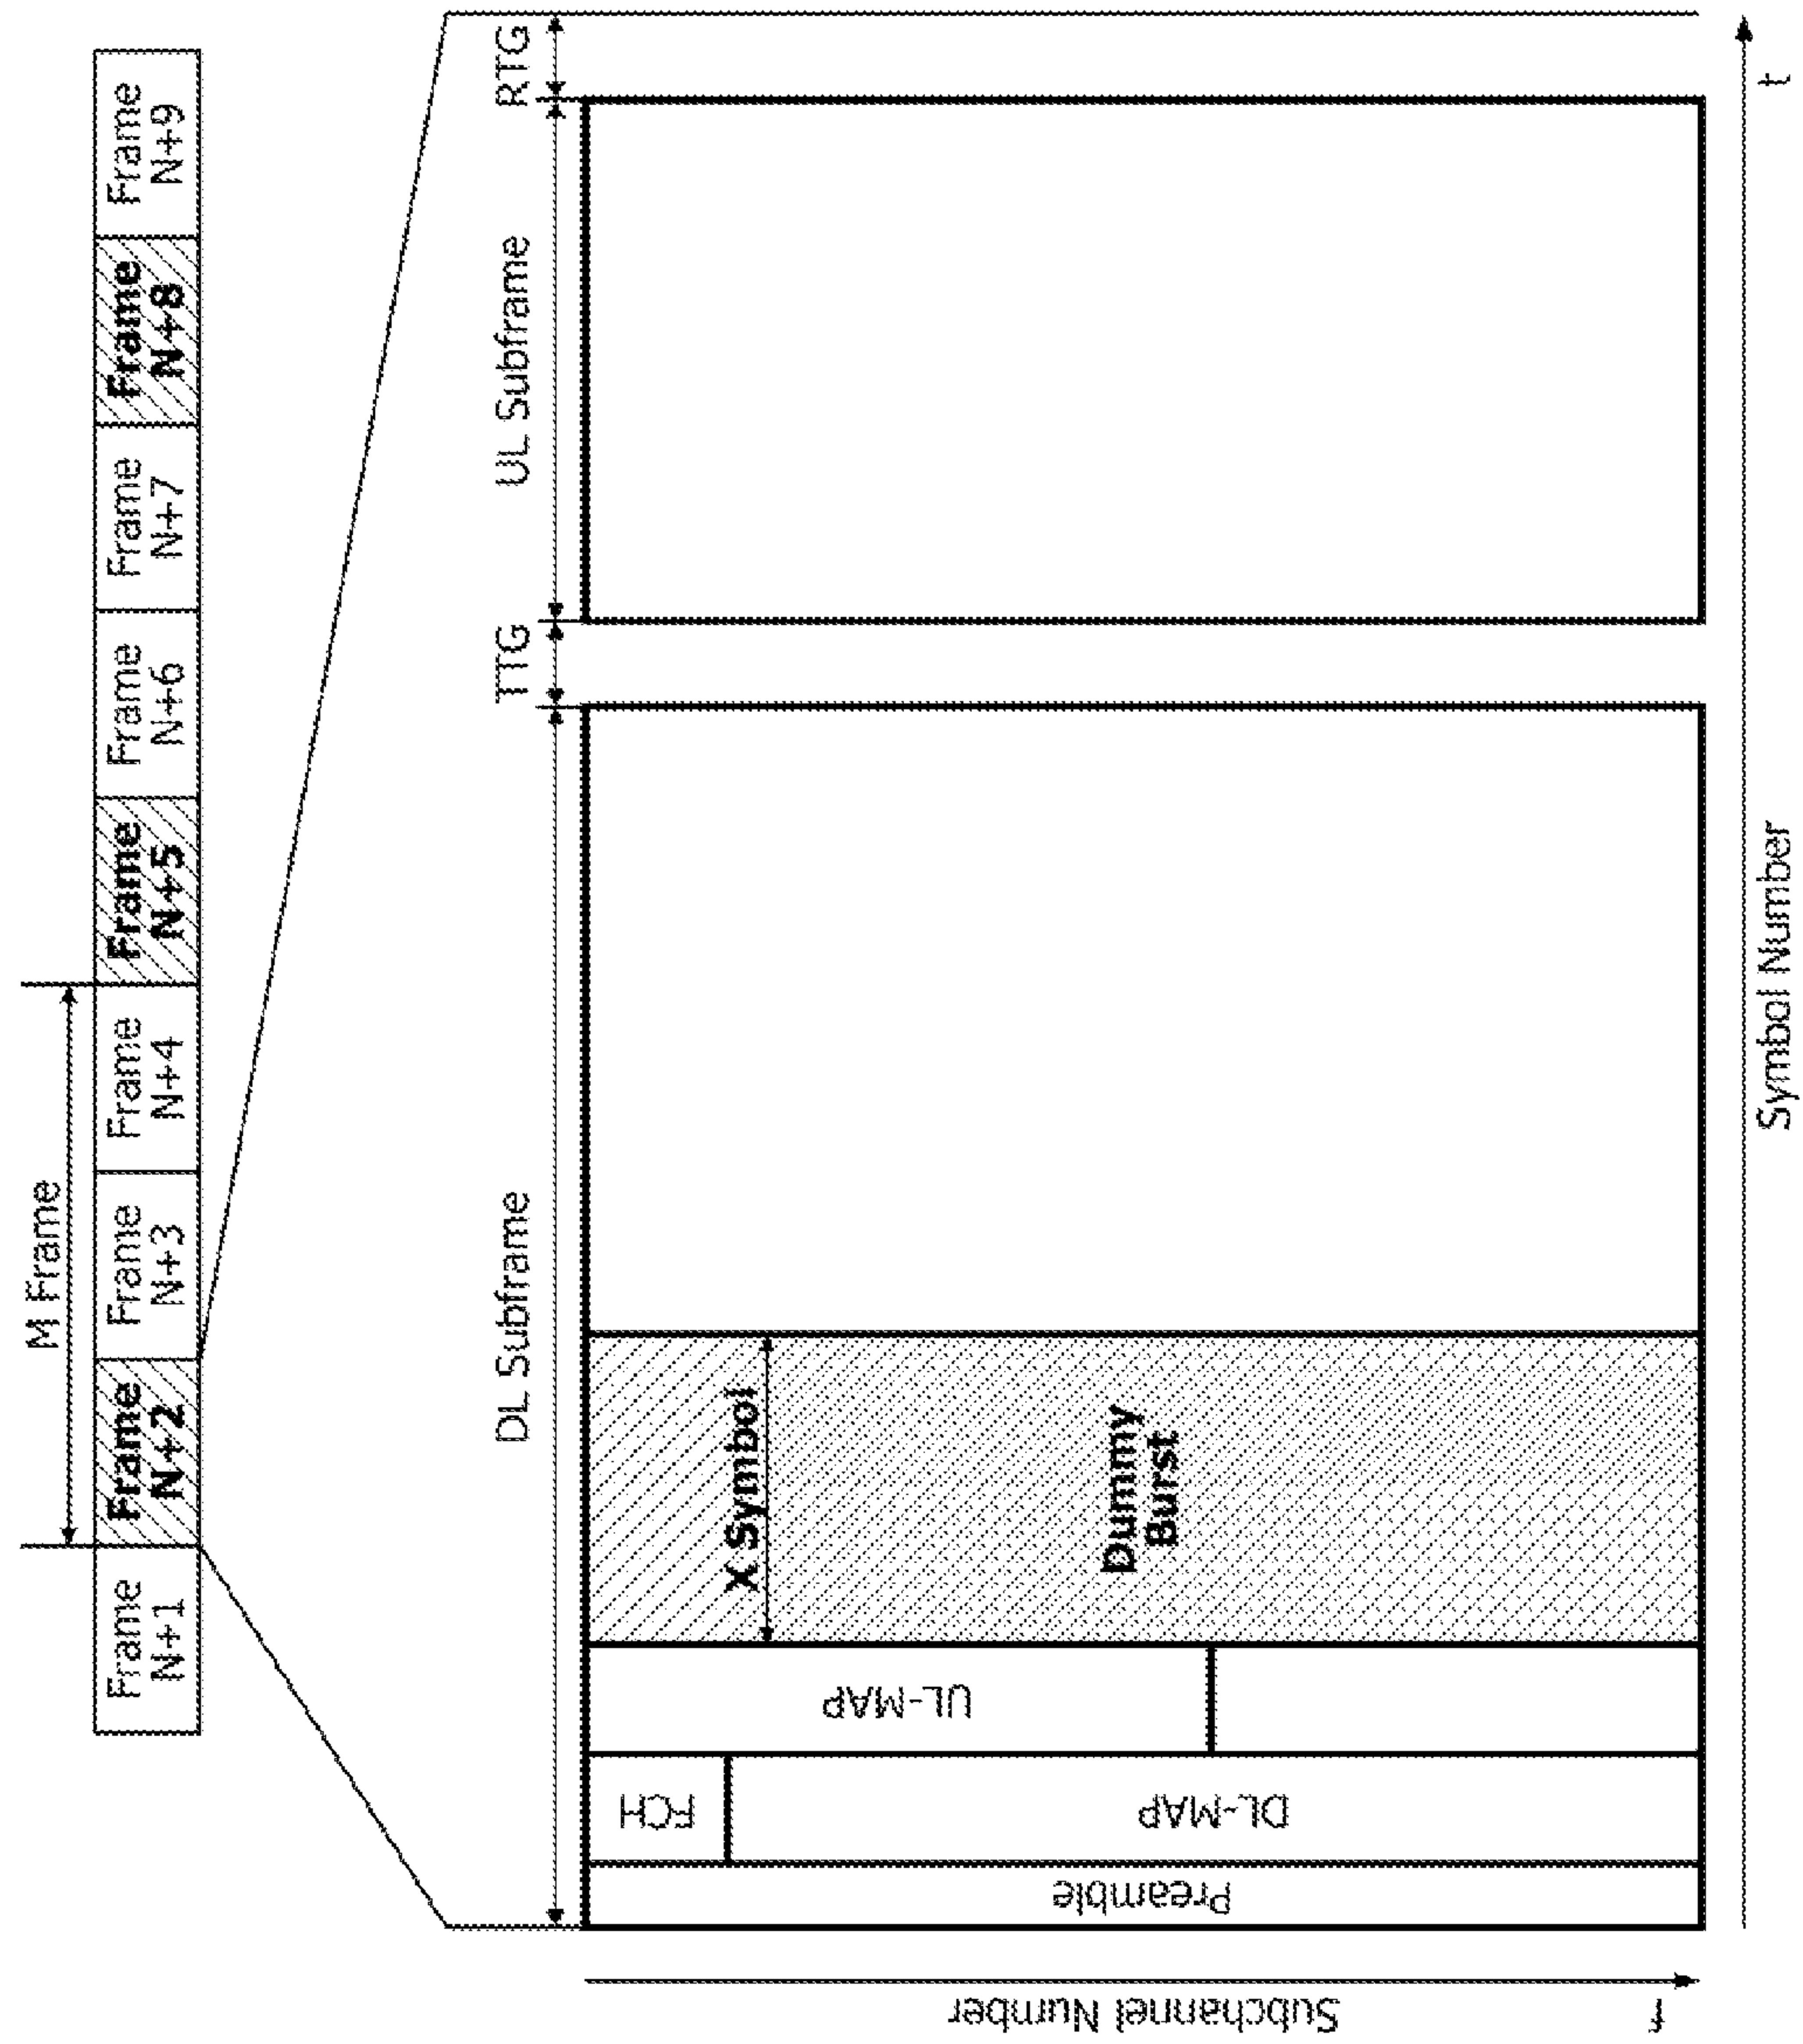 M Frame
Frame
N+1
Frame
N+2
Frame
N+3
Frame
N+4
Frame
N+5
Frame
N+6
Frame
N+7
Frame
N+8
Frame
N+9
DL Subframe
TTG
UL Subframe
RTG
Preamble
FCH
DL-MAP
UL-MAP
X Symbol
Dummy
Burst
Subchannel Number
f
Symbol Number
t